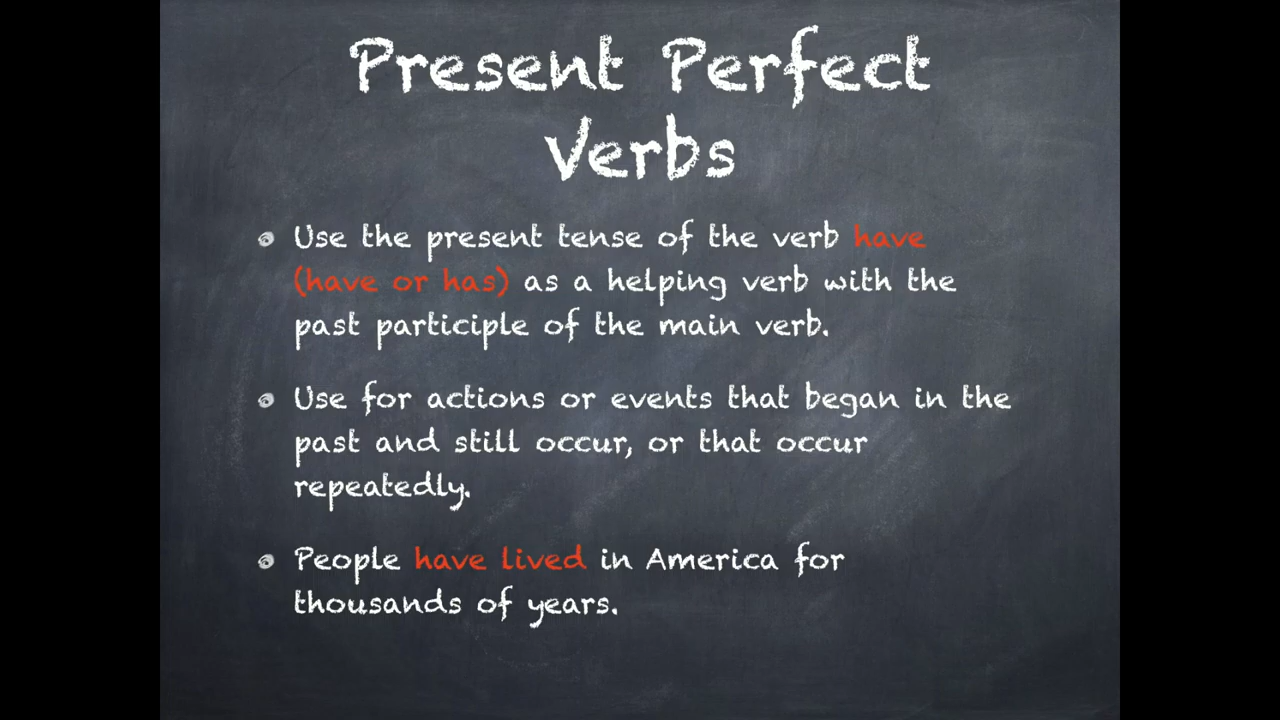 Present Perfect
Verbs
Use the present tense of the verb have
(have or has) as a helping verb with the
past participle of the main verb.
Use for actions or events that began in the
past and still occur, or that occur
repeatedly.
People have lived in America for
thousands of years.